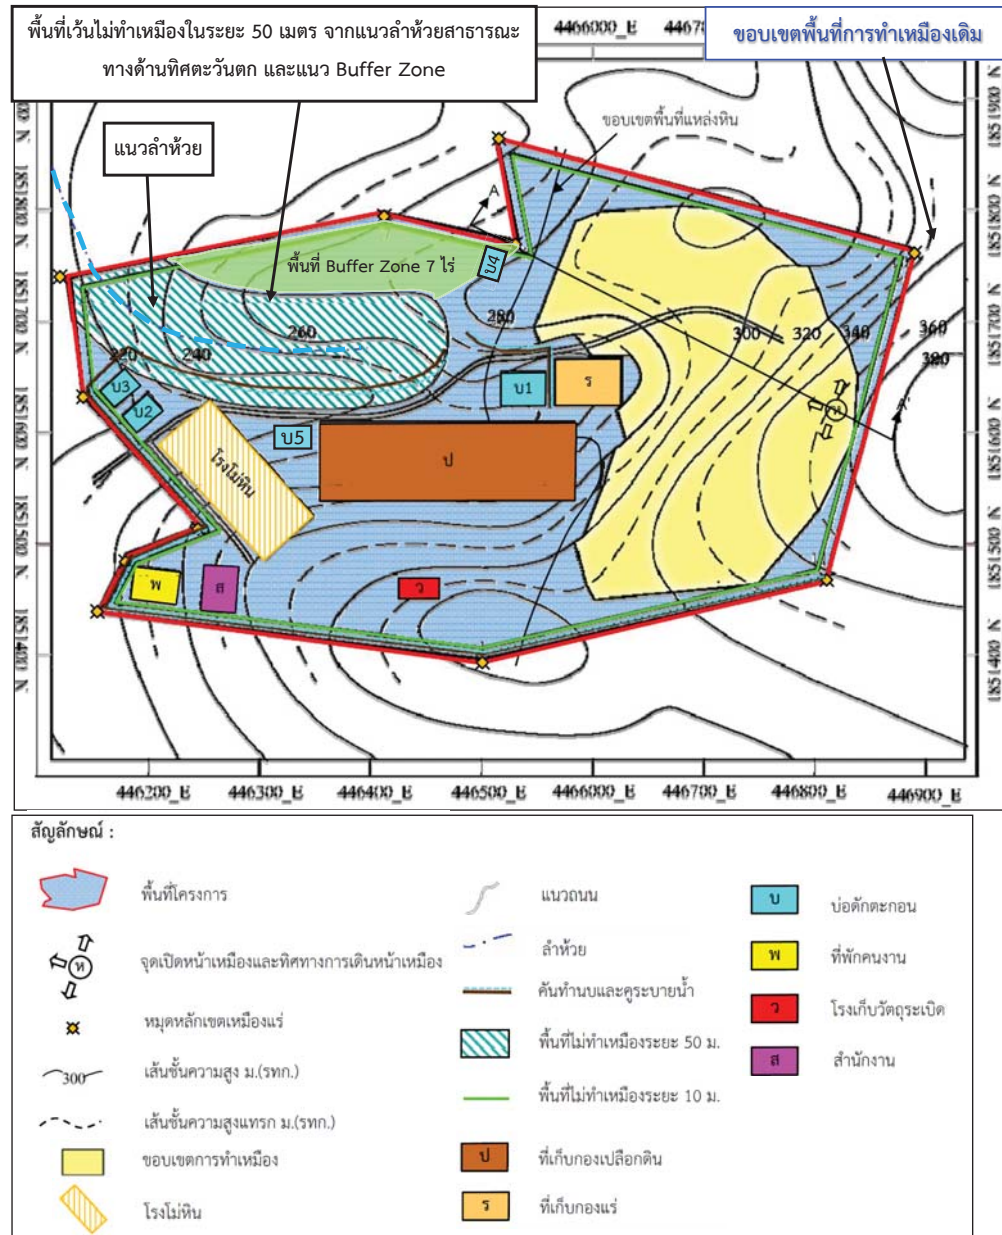 พื้นที่เว้นไม่ทำเหมืองในระยะ 50 เมตร จากแนวลำห้วยสาธารณะ
ทางด้านทิศตะวันตก และแนว Buffer Zone
4466000_E
ขอบเขตพื้นที่การทำเหมืองเดิม
แนวลำห้วย
ขอบเขตพื้นที่แหล่งหิน
A
พื้นที่ Buffer Zone 7 ไร่
บ4
1851900 N
1851800 N
1851700 N
1851600 N
1851500 N
1851400 N
1851800 N
1851700 N
1851600 N
1851500 N
1851400 N
220
240
260
280
300
320
340
360
380
บ3
บ2
บ1
ร
บ5
ป
โรงโม่หิน
ห
พ
ส
ว
446200_E
446300_E
446400_E
446500_E
4466000_E
446700_E
446800_E
446900_E
สัญลักษณ์ :
พื้นที่โครงการ
ห
จุดเปิดหน้าเหมืองและทิศทางการเดินหน้าเหมือง
หมุดหลักเขตเหมืองแร่
300
เส้นชั้นความสูง ม.(รทก.)
เส้นชั้นความสูงแทรก ม.(รทก.)
ขอบเขตการทำเหมือง
โรงโม่หิน
แนวถนน
ลำห้วย
คันทำนบและคูระบายน้ำ
พื้นที่ไม่ทำเหมืองระยะ 50 ม.
พื้นที่ไม่ทำเหมืองระยะ 10 ม.
ป
ที่เก็บกองเปลือกดิน
ร
ที่เก็บกองแร่
บ
บ่อดักตะกอน
พ
ที่พักคนงาน
ว
โรงเก็บวัตถุระเบิด
ส
สำนักงาน